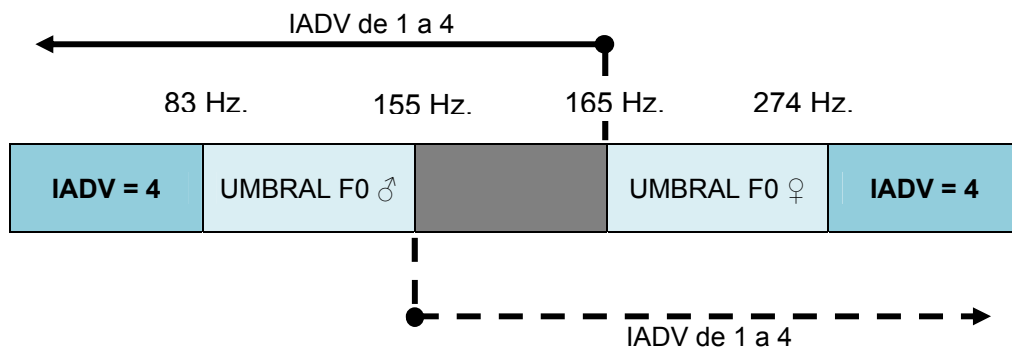 IADV de 1 a 4
83 Hz. 155 Hz. 165 Hz. 274 Hz.
IADV = 4 UMBRAL F0 ♂ UMBRAL F0 ♀ IADV = 4
IADV de 1 a 4